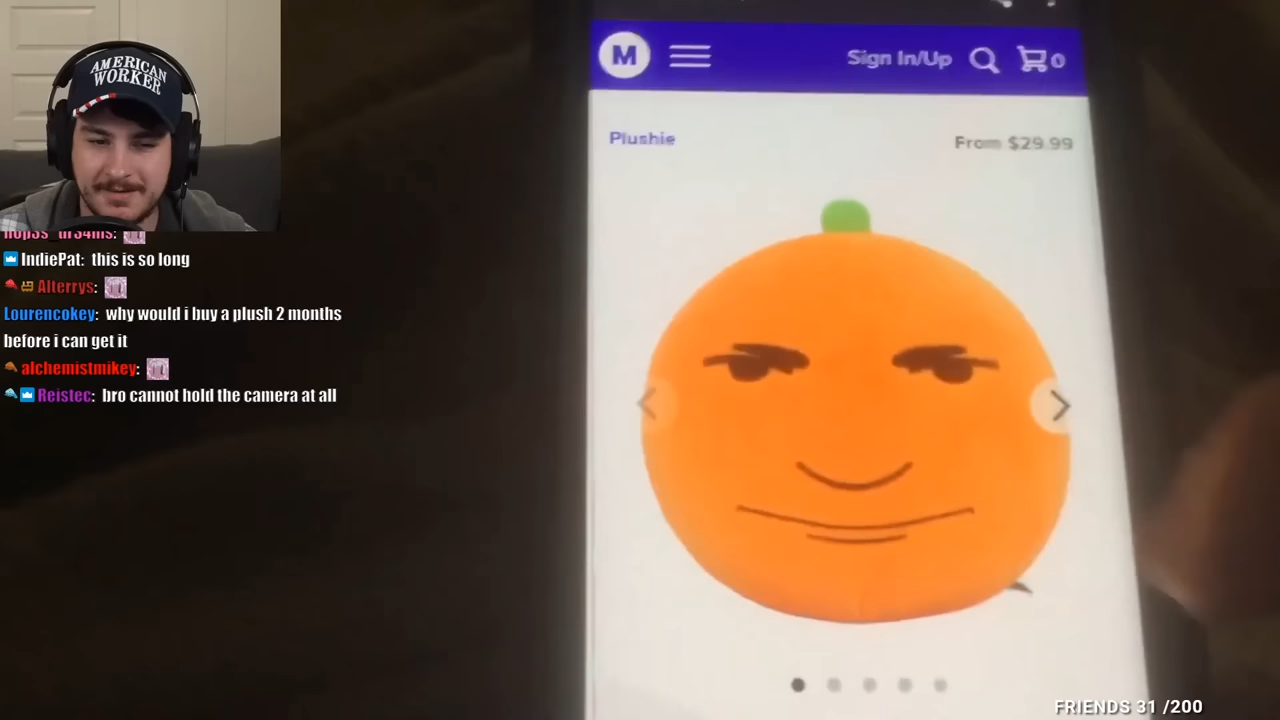 AMERICAN
WORKER
M
Sign In/Up
0
Plushie
From $29.99
IndiePat: this is so long
Alterrys:
Lourencokey: why would i buy a plush 2 months
before i can get it
alchemistmikey:
Reistec: bro cannot hold the camera at all
FRIENDS 31 /200